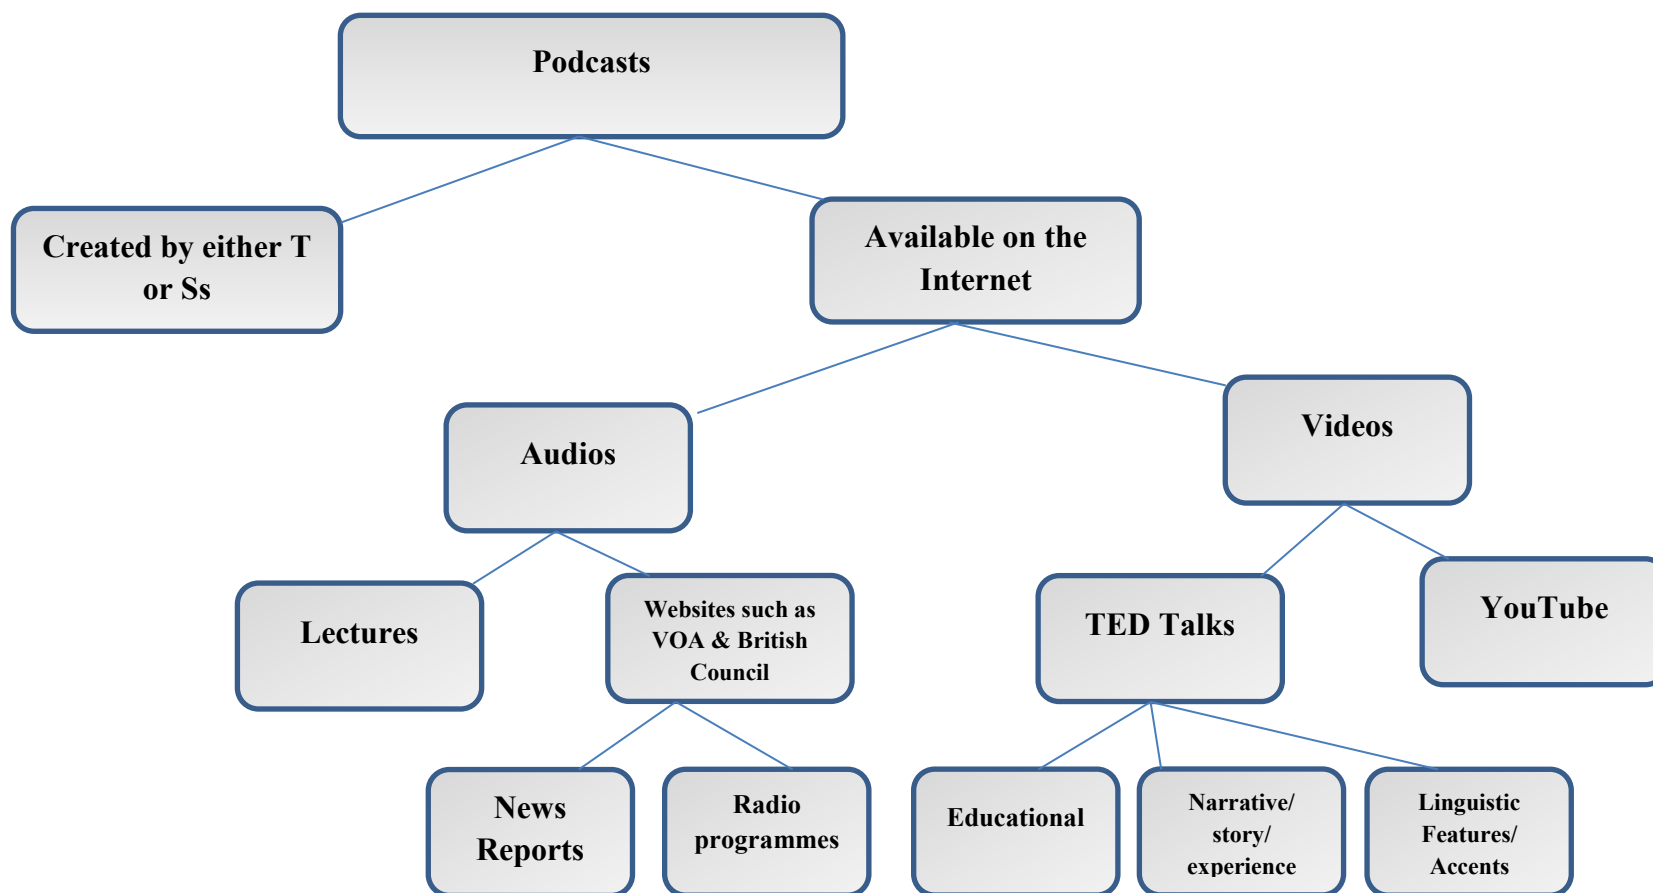 Podcasts
Created by either T
or Ss
Available on the
Internet
Audios
Videos
Lectures
Websites such as
VOA & British
Council
TED Talks
YouTube
News
Reports
Radio
programmes
Educational
Narrative/
story/
experience
Linguistic
Features/
Accents